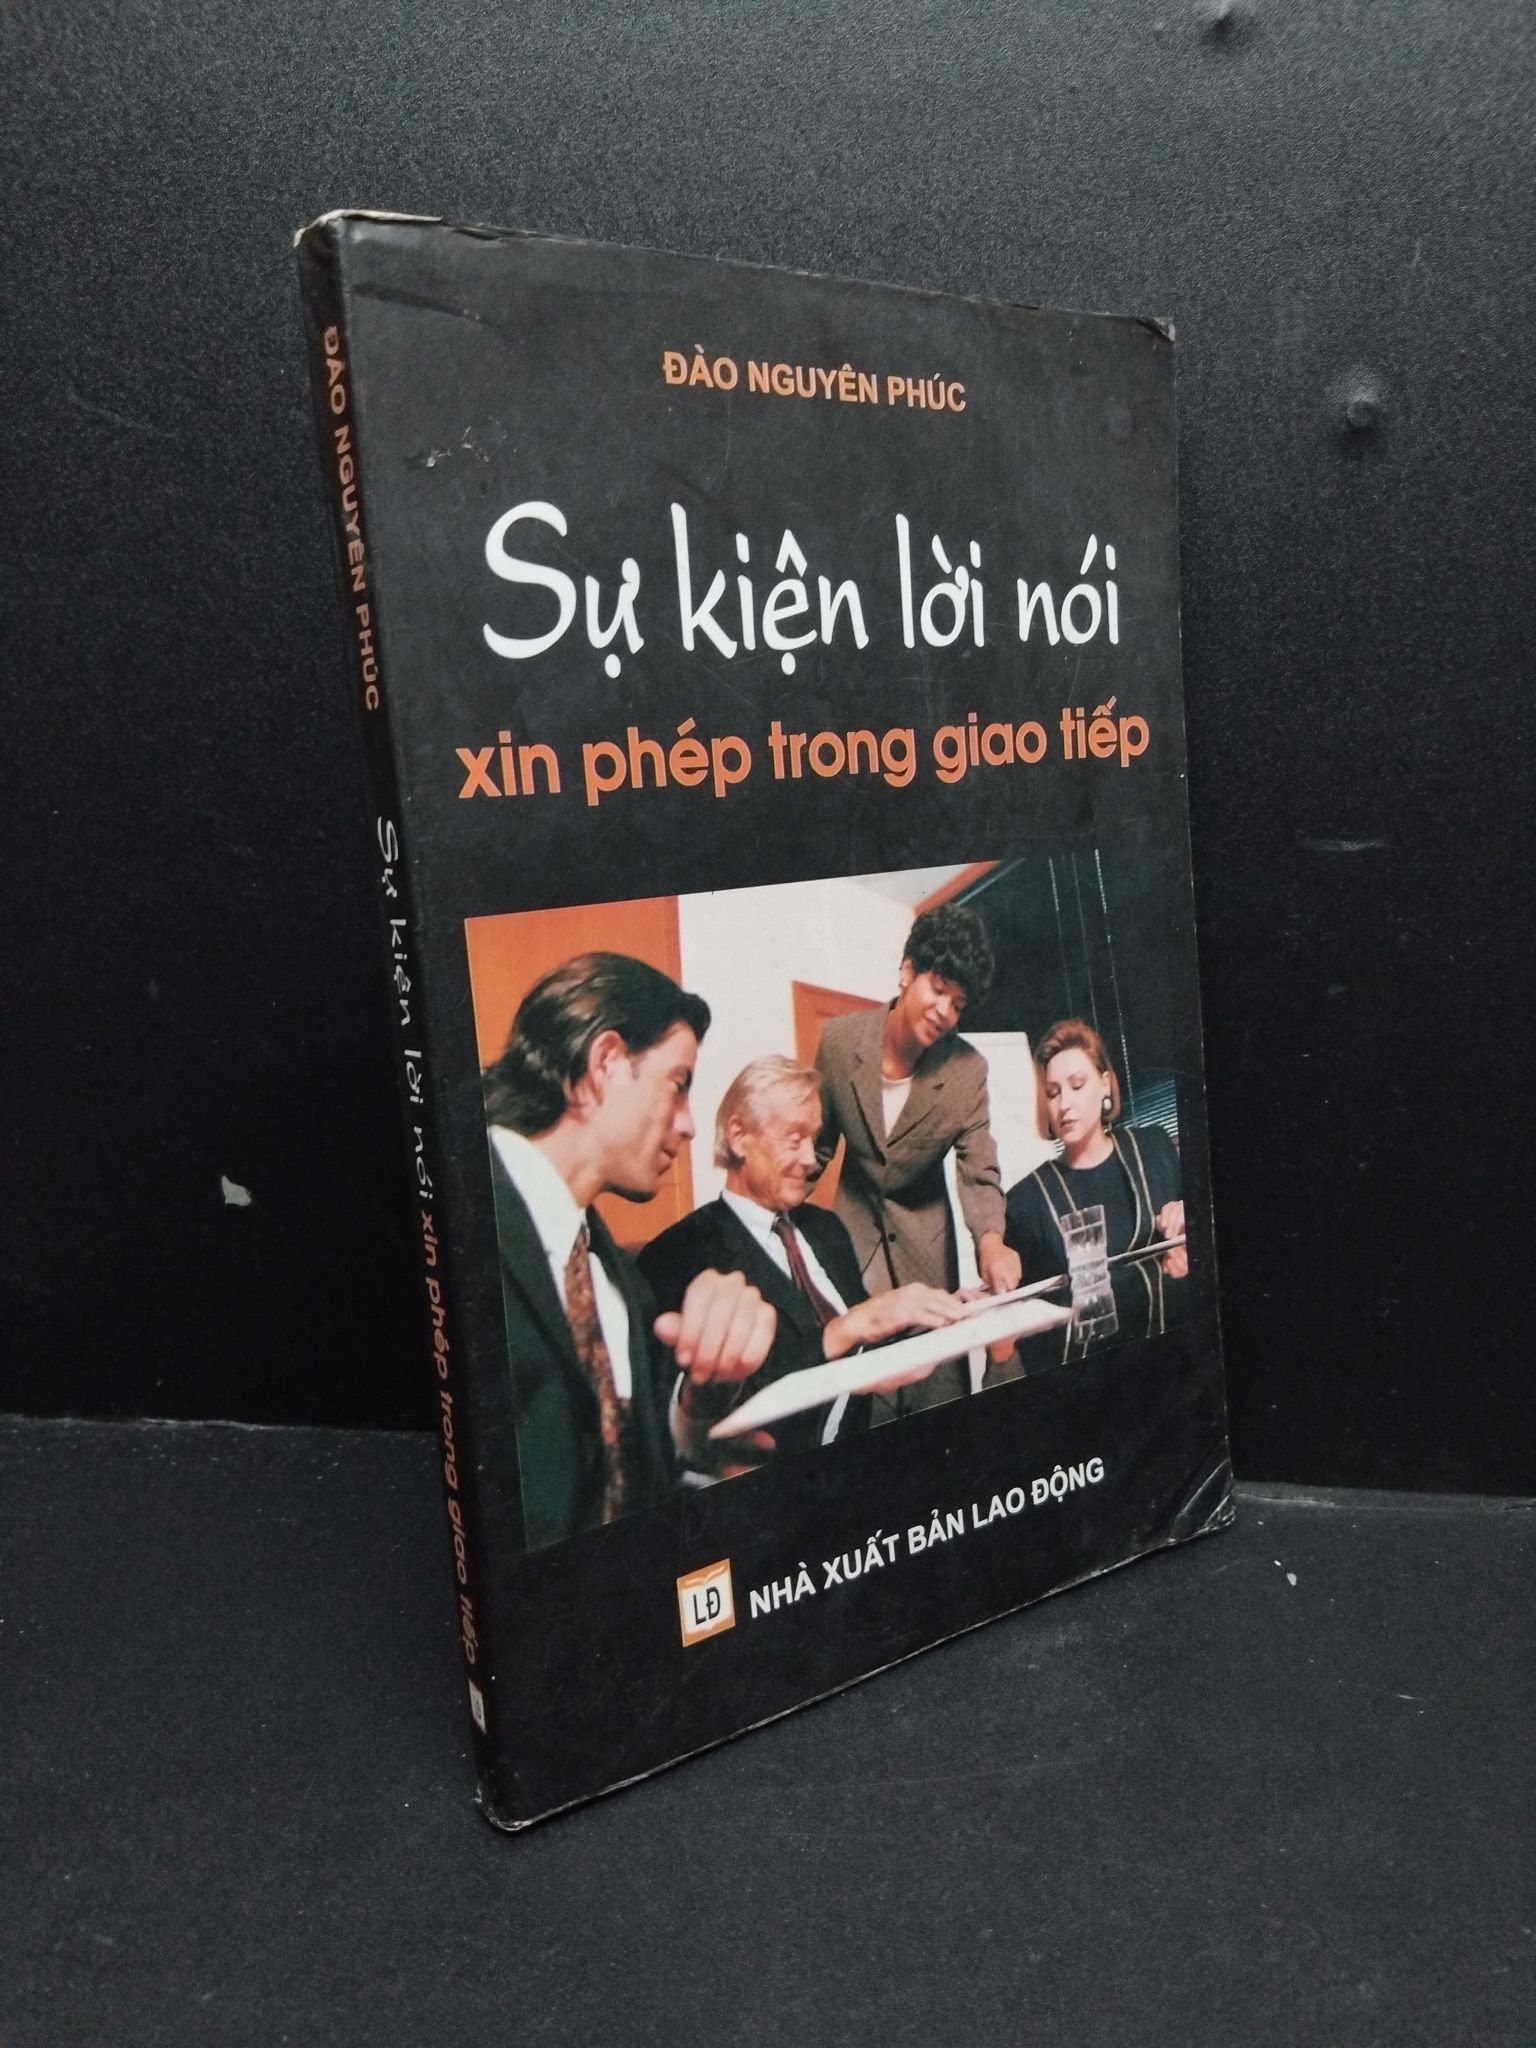 ĐÀO NGUYÊN PHÚC
Sự kiện lời nói
xin phép trong giao tiếp
LĐ
NHÀ XUẤT BẢN LAO ĐỘNG
ĐÀO NGUYÊN PHÚC Sự kiện lời nói xin phép trong giao tiếp LĐ